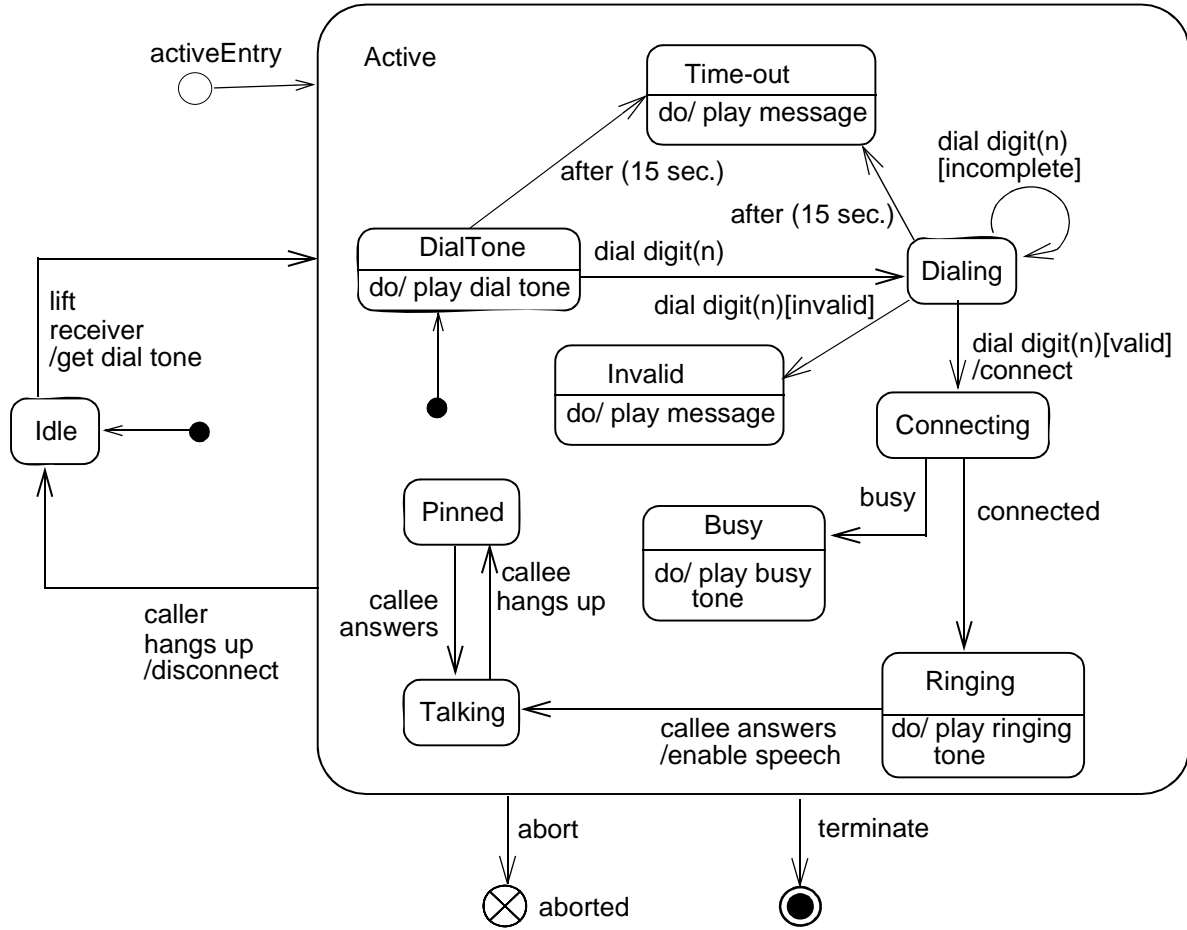 activeEntry
Active
Time-out
do/ play message
dial digit(n)
[incomplete]
after (15 sec.)
after (15 sec.)
DialTone
do/ play dial tone
dial digit(n)
Dialing
lift
receiver
/get dial tone
dial digit(n)[invalid]
dial digit(n)[valid]
/connect
Invalid
do/ play message
Idle
Connecting
Pinned
busy
connected
Busy
do/ play busy
tone
callee
hangs up
callee
answers
caller
hangs up
/disconnect
Talking
Ringing
do/ play ringing
tone
callee answers
/enable speech
abort
terminate
aborted